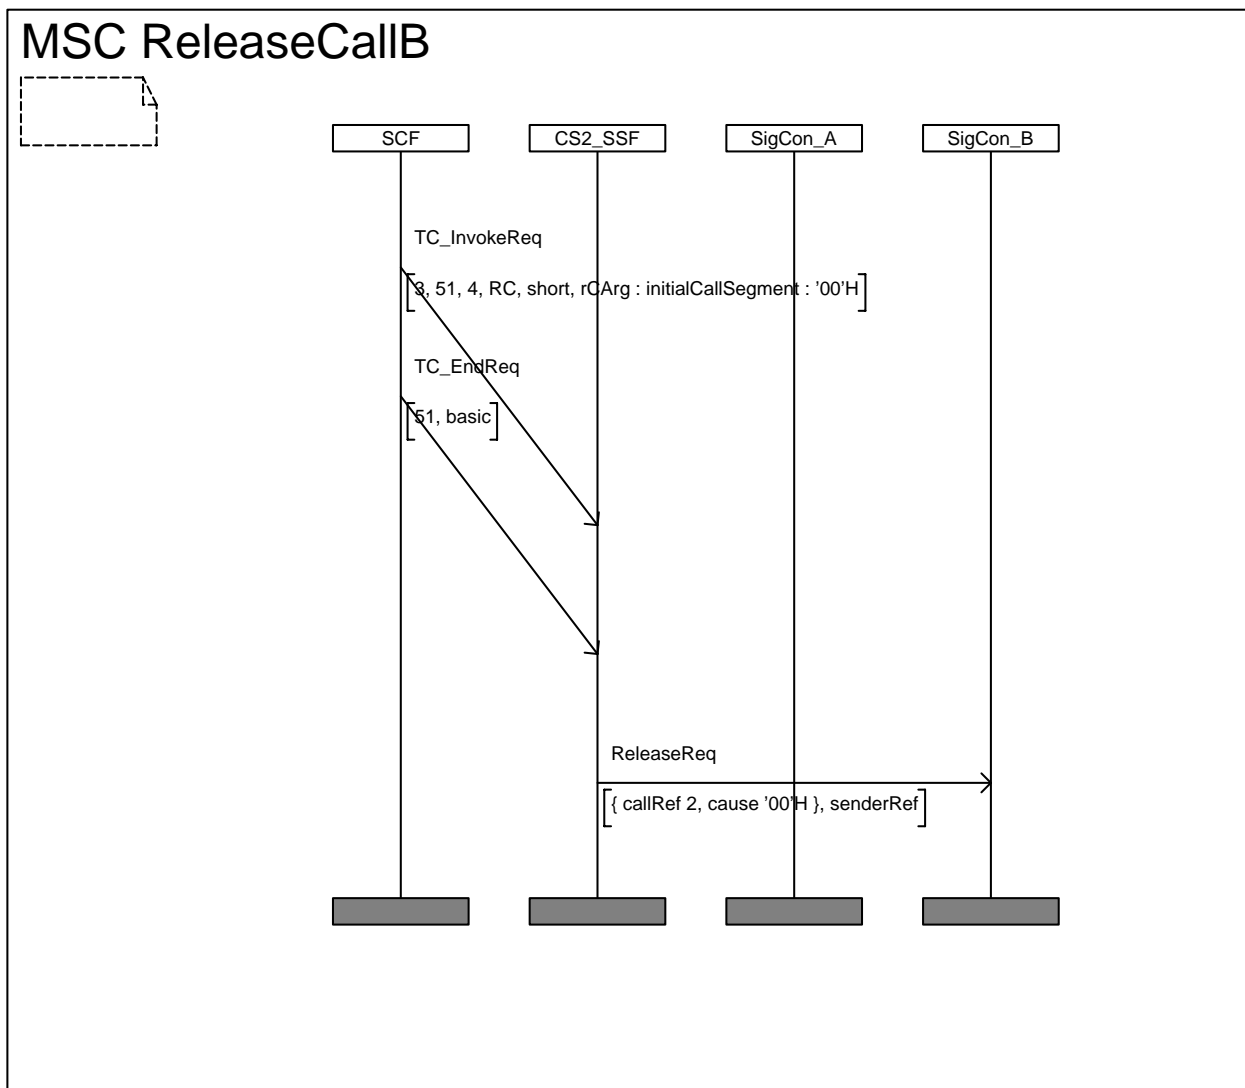 MSC ReleaseCallB
SCF
CS2_SSF
SigCon_A
SigCon_B
TC_InvokeReq
3, 51, 4, RC, short, rCArg : initialCallSegment : ’00’H
TC_EndReq
51, basic
ReleaseReq
{ callRef 2, cause ’00’H }, senderRef